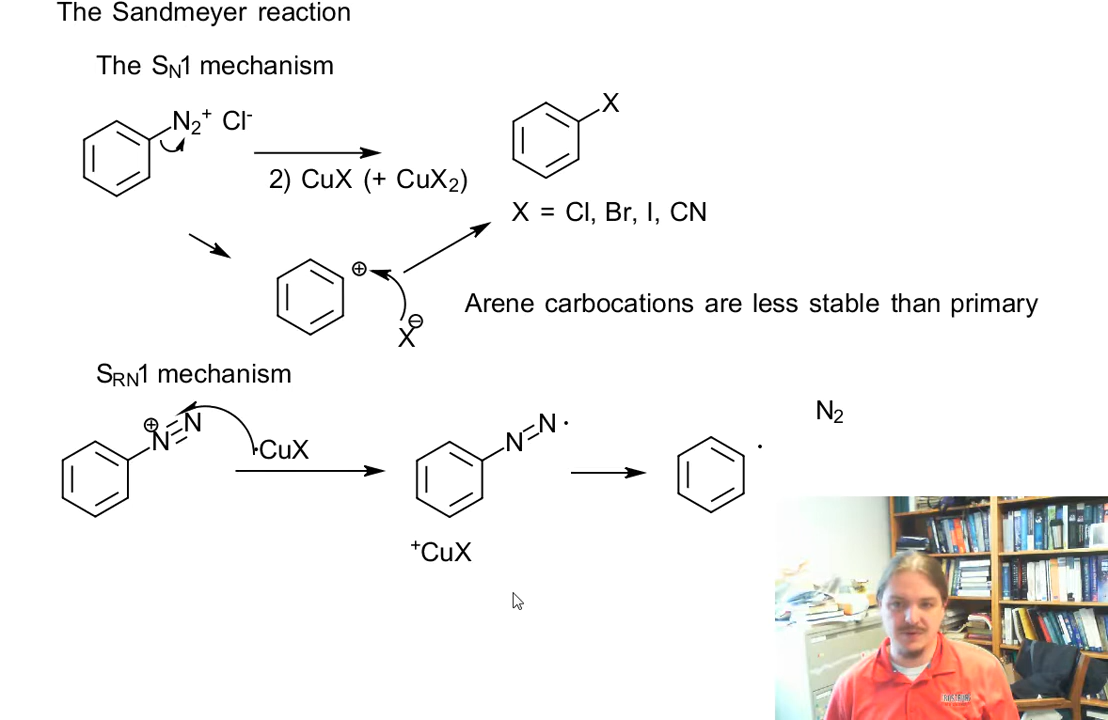 The Sandmeyer reaction
The SN1 mechanism
N₂⁺ Cl⁻
X
2) CuX (+ CuX₂)
X = Cl, Br, I, CN
⊕
X⊖
Arene carbocations are less stable than primary
SRN1 mechanism
⊕
N=N
·CuX
N=N·
·
N₂
⁺CuX